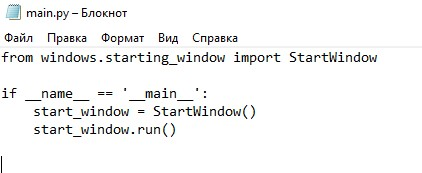 main.py – Блокнот
Файл Правка Формат Вид Справка
from windows.starting_window import StartWindow
if __name__ == '__main__':
    start_window = StartWindow()
    start_window.run()